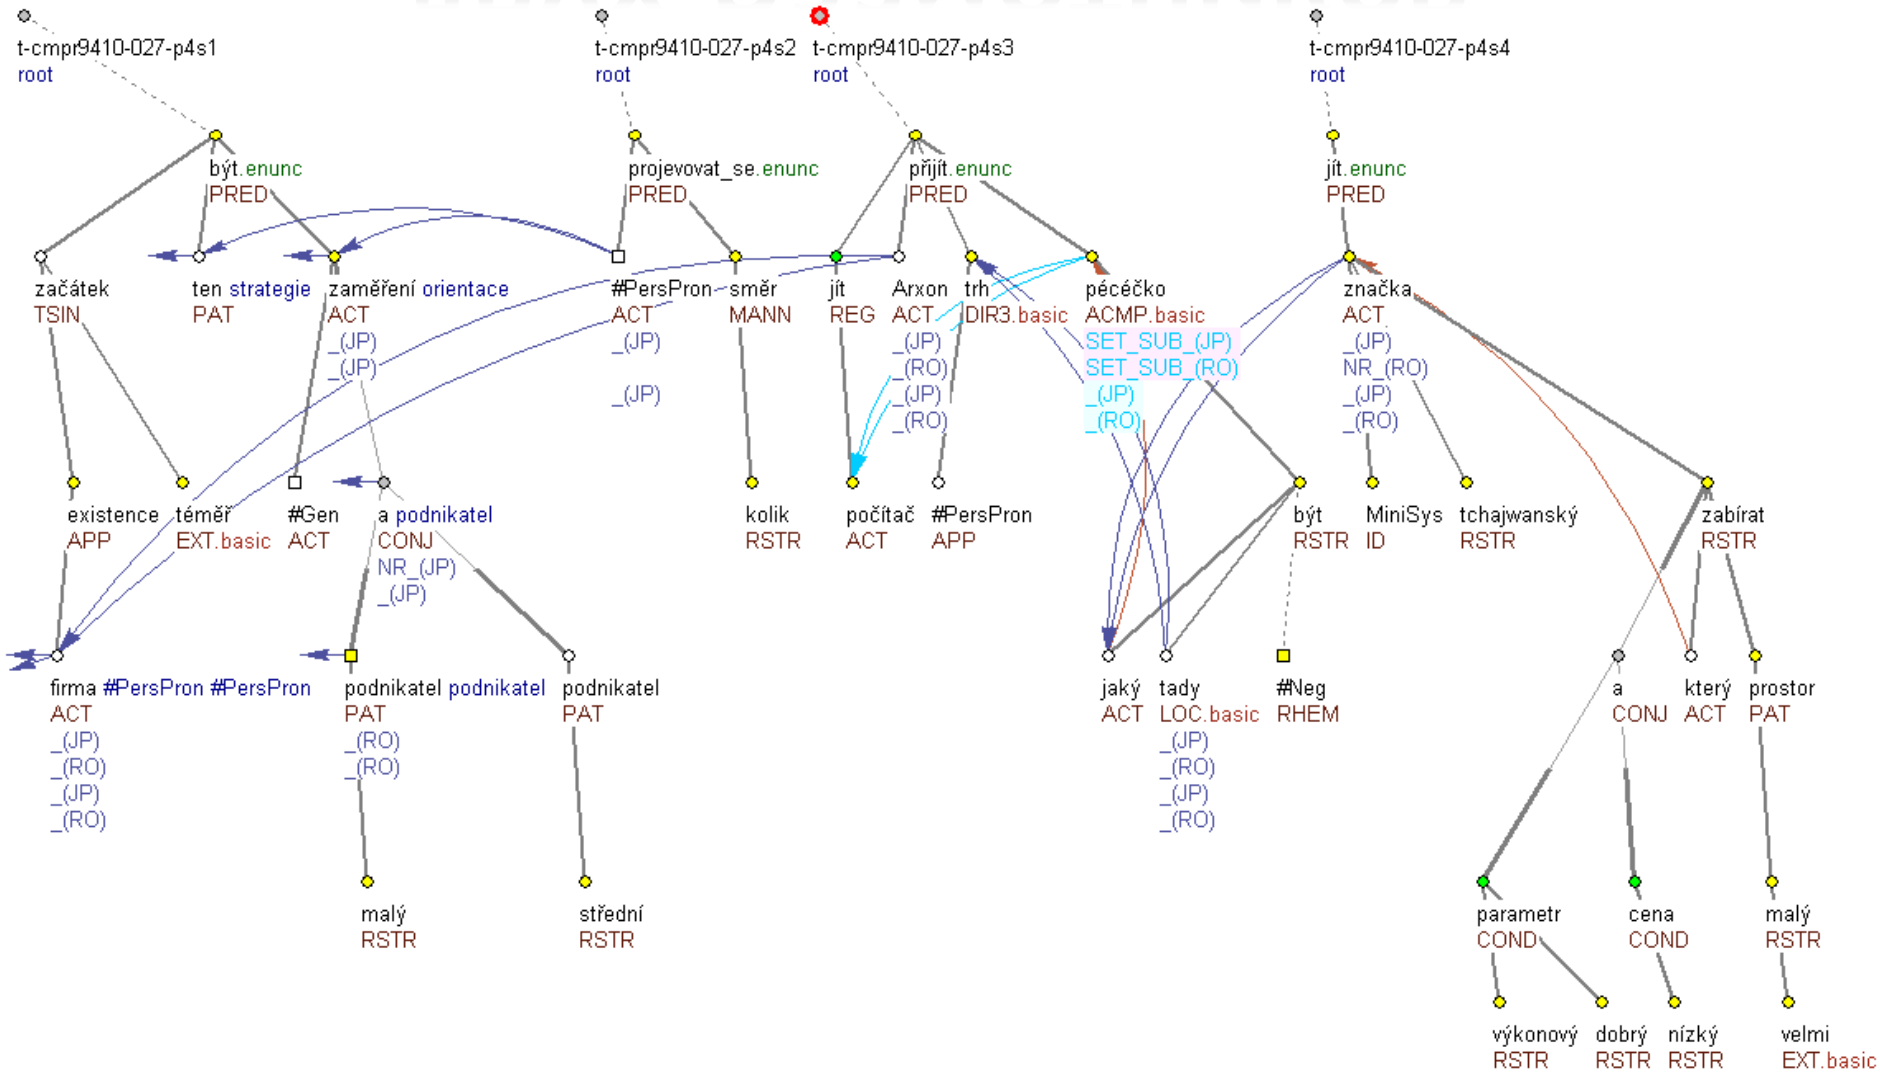 t-cmpr9410-027-p4s1 t-cmpr9410-027-p4s2 t-cmpr9410-027-p4s3 t-cmpr9410-027-p4s4
root root root root
být.enunc projevovat_se.enunc přijít.enunc jít.enunc
PRED PRED PRED PRED
začátek ten strategie zaměření orientace #PersPron směr jít Arxon trh pécéčko značka
TSIN PAT ACT ACT MANN REG ACT DIR3.basic ACMP.basic ACT
_(JP) _(JP) _(JP) SET_SUB_(JP) _(JP)
_(JP) _(RO) SET_SUB_(RO) NR_(RO)
_(JP) _(JP) _(JP) _(JP)
_(RO) _(RO) _(RO)
existence téměř #Gen a podnikatel kolik počítač #PersPron být MiniSys tchajwanský zabírat
APP EXT.basic ACT CONJ RSTR ACT APP RSTR ID RSTR RSTR
NR_(JP)
_(JP)
firma #PersPron #PersPron podnikatel podnikatel podnikatel jaký tady #Neg a který prostor
ACT PAT PAT ACT LOC.basic RHEM CONJ ACT PAT
_(JP) _(RO) _(JP)
_(RO) _(RO) _(RO)
_(JP) _(JP)
_(RO) _(RO)
malý střední parametr cena malý
RSTR RSTR COND COND RSTR
výkonový dobrý nízký velmi
RSTR RSTR RSTR EXT.basic